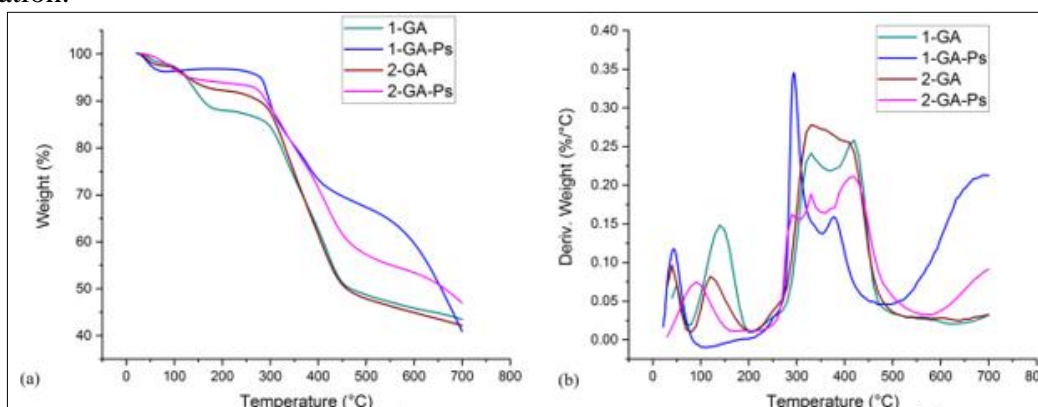 ation.
1-GA
1-GA-Ps
2-GA
2-GA-Ps
100
90
80
70
60
50
40
Weight (%)
0 100 200 300 400 500 600 700 800
(a)
Temperature (°C)
1-GA
1-GA-Ps
2-GA
2-GA-Ps
0.40
0.35
0.30
0.25
0.20
0.15
0.10
0.05
0.00
Deriv. Weight (%/°C)
0 100 200 300 400 500 600 700
(b)
Temperature (°C)